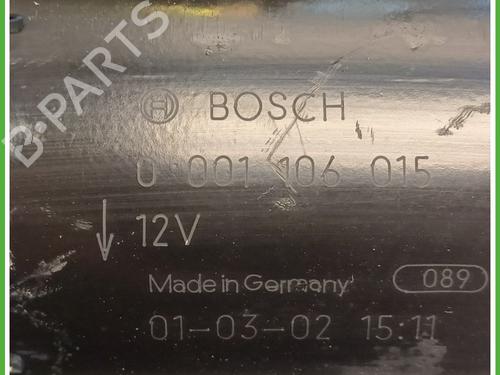 B-PARTS
BOSCH
0 001 106 015
12V
Made in Germany
089
01-03-02 15:11